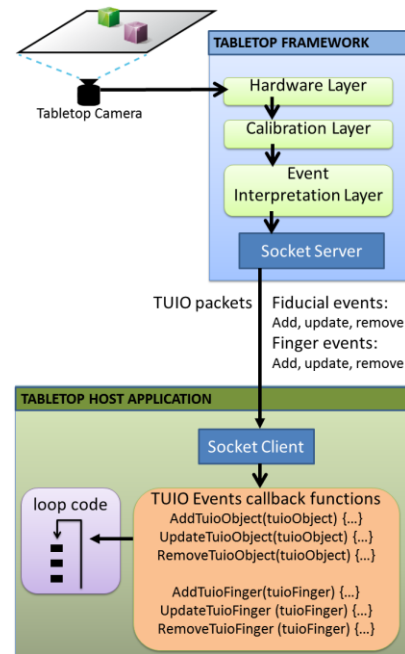 TABLETOP FRAMEWORK
Hardware Layer
Tabletop Camera
Calibration Layer
Event
Interpretation Layer
Socket Server
TUIO packets
Fiducial events:
Add, update, remove
Finger events:
Add, update, remove
TABLETOP HOST APPLICATION
Socket Client
loop code
TUIO Events callback functions
AddTuioObject(tuioObject) {...}
UpdateTuioObject(tuioObject) {...}
RemoveTuioObject(tuioObject) {...}
AddTuioFinger(tuioFinger) {...}
UpdateTuioFinger (tuioFinger) {...}
RemoveTuioFinger (tuioFinger) {...}